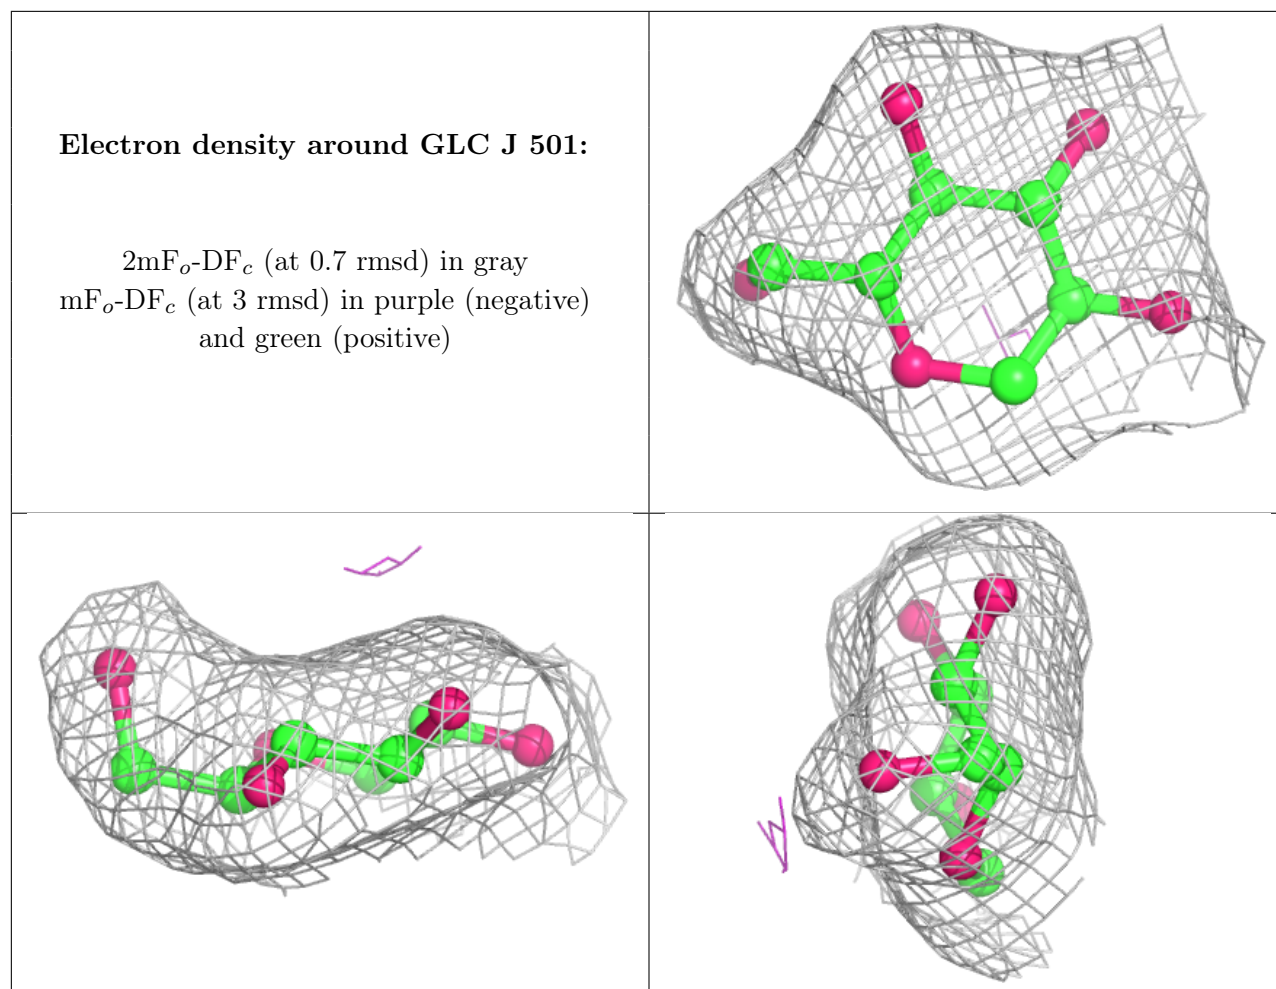 Electron density around GLC J 501:
2mFo-DFc (at 0.7 rmsd) in gray
mFo-DFc (at 3 rmsd) in purple (negative)
and green (positive)